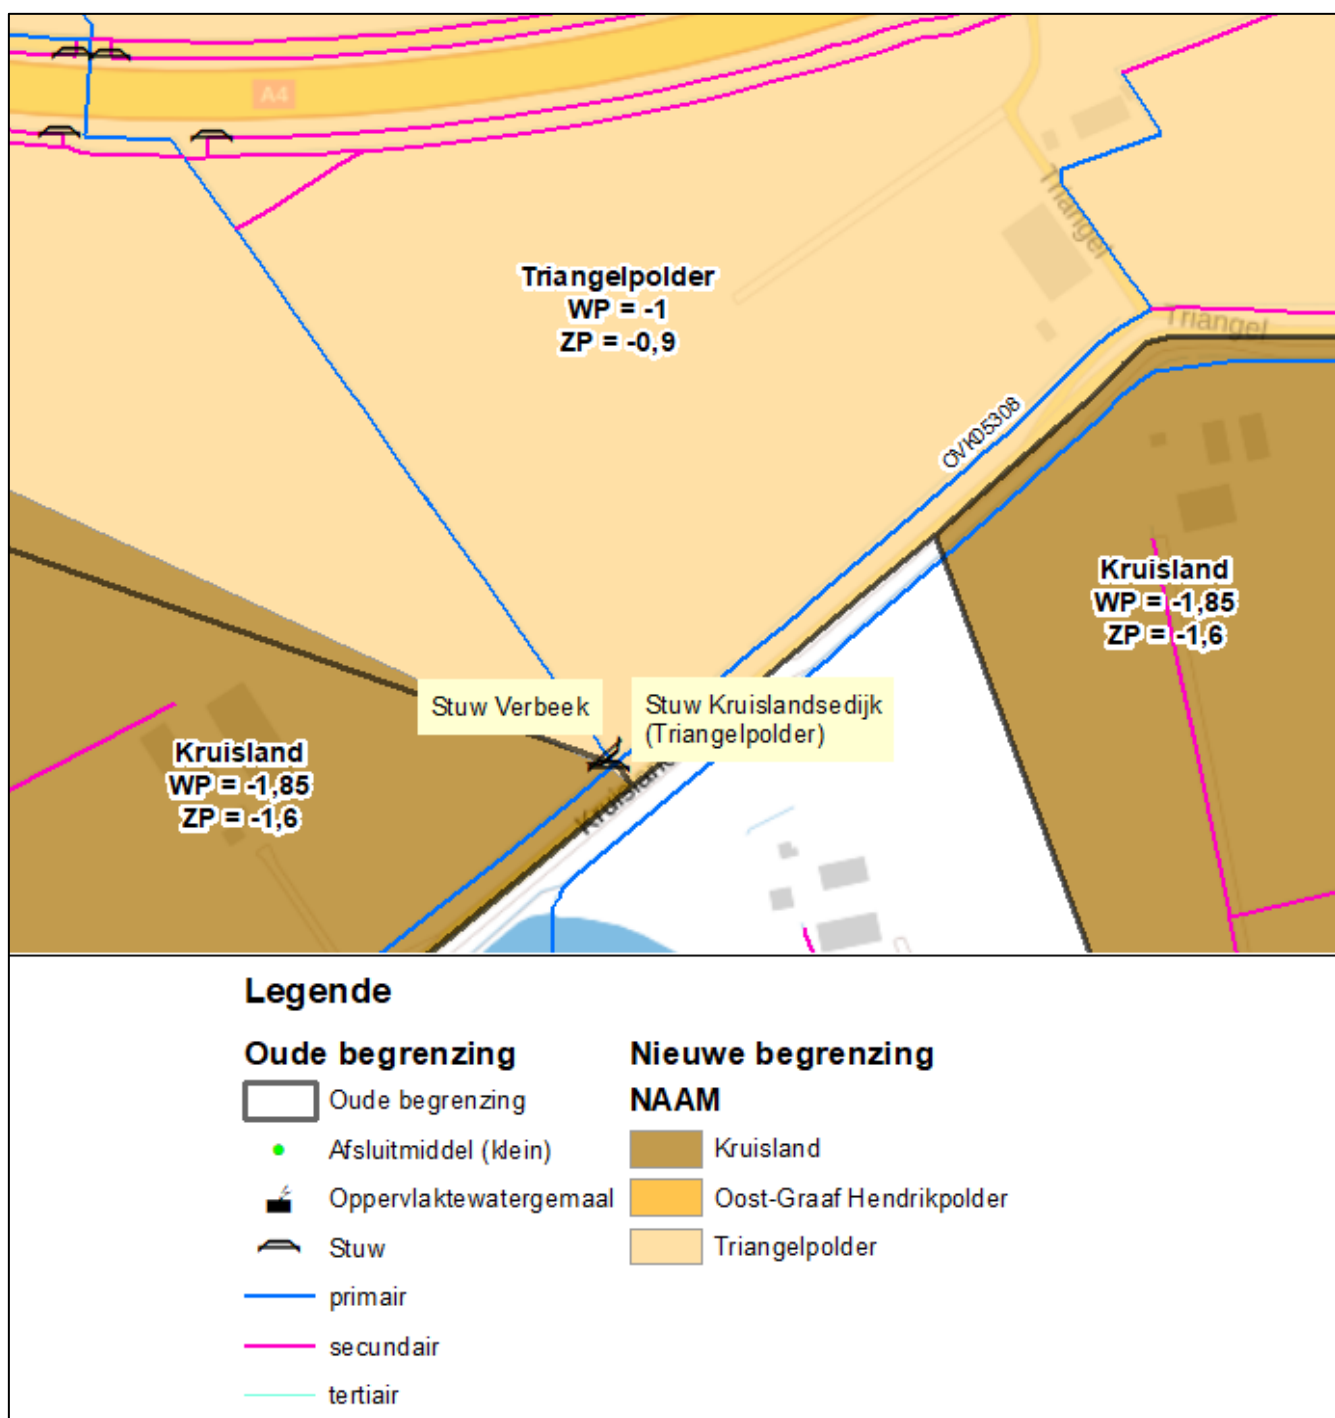 A4
Triangel
Triangelpolder
WP = -1
ZP = -0,9
Triangel
OVK05308
Kruisland
WP = -1,85
ZP = -1,6
Stuw Verbeek
Stuw Kruislandsedijk
(Triangelpolder)
Kruisland
WP = -1,85
ZP = -1,6
Legende
Oude begrenzing
Oude begrenzing
Afsluitmiddel (klein)
Oppervlaktewatergemaal
Stuw
primair
secundair
tertiair
Nieuwe begrenzing
NAAM
Kruisland
Oost-Graaf Hendrikpolder
Triangelpolder